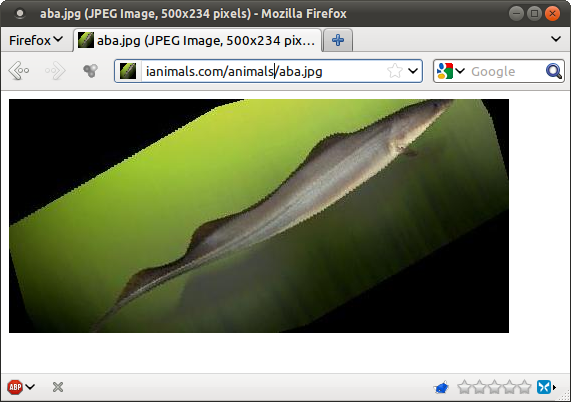 aba.jpg (JPEG Image, 500x234 pixels) - Mozilla Firefox
Firefox
aba.jpg (JPEG Image, 500x234 pix...
ianimals.com/animals/aba.jpg
Google
ABP